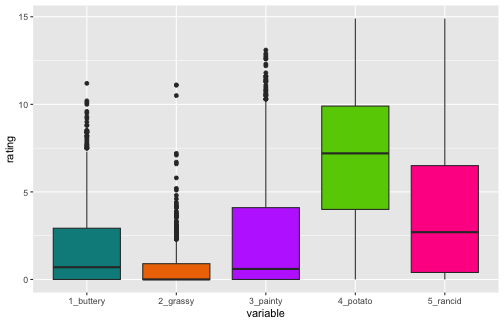 rating
15
10
5
0
1_buttery 2_grassy 3_painty 4_potato 5_rancid
variable